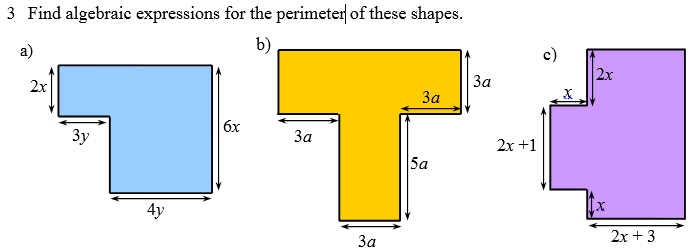 3 Find algebraic expressions for the perimeter of these shapes.
a)
2x
3y
6x
4y
b)
3a
3a
3a
5a
3a
c)
2x
x
2x +1
x
2x + 3